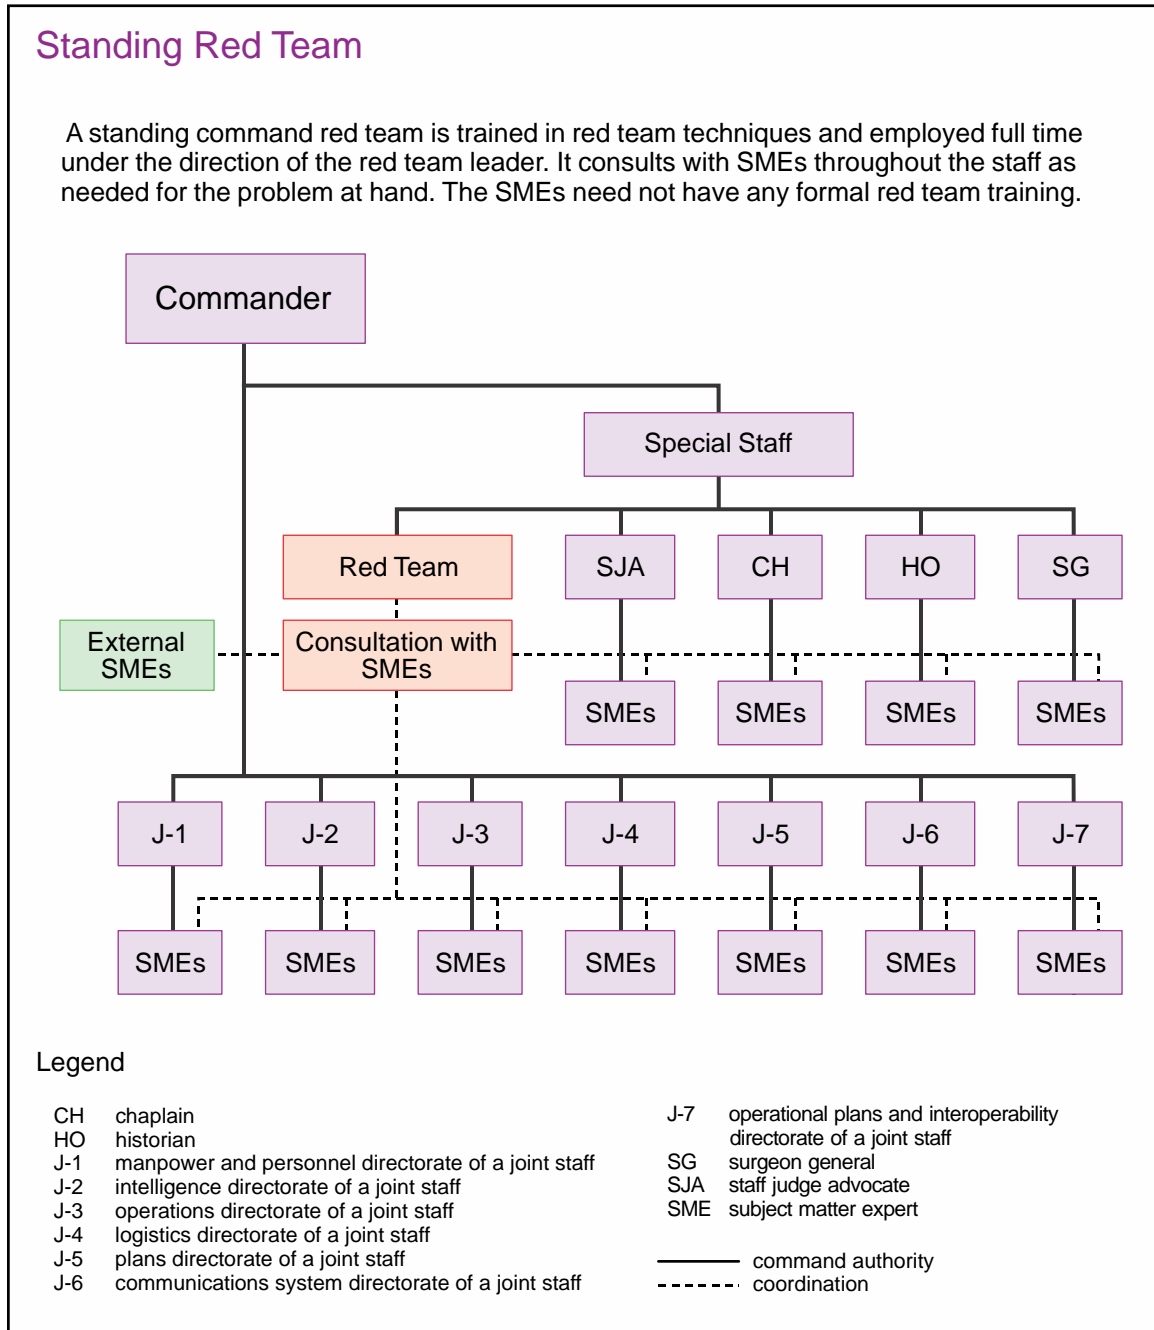 Standing Red Team
A standing command red team is trained in red team techniques and employed full time
under the direction of the red team leader. It consults with SMEs throughout the staff as
needed for the problem at hand. The SMEs need not have any formal red team training.
Commander
Special Staff
Red Team
SJA
CH
HO
SG
External
SMEs
Consultation with
SMEs
SMEs
SMEs
SMEs
SMEs
J-1
J-2
J-3
J-4
J-5
J-6
J-7
SMEs
SMEs
SMEs
SMEs
SMEs
SMEs
SMEs
Legend
CH chaplain
HO historian
J-1 manpower and personnel directorate of a joint staff
J-2 intelligence directorate of a joint staff
J-3 operations directorate of a joint staff
J-4 logistics directorate of a joint staff
J-5 plans directorate of a joint staff
J-6 communications system directorate of a joint staff
J-7 operational plans and interoperability
directorate of a joint staff
SG surgeon general
SJA staff judge advocate
SME subject matter expert
command authority
coordination